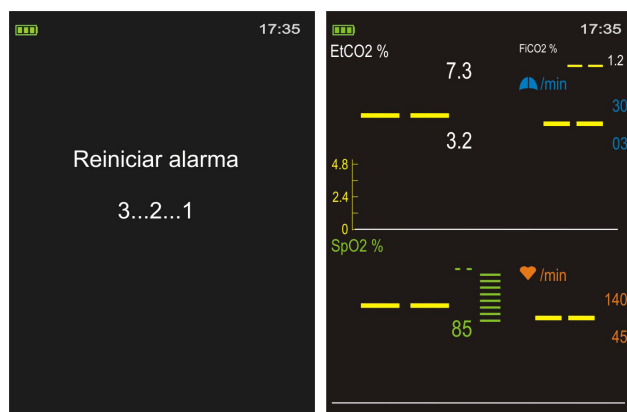 17:35
Reiniciar alarma
3...2...1
17:35
EtCO2 %
FiCO2 %
7.3
1.2
/min
30
3.2
03
4.8
2.4
0
SpO2 %
- -
/min
140
85
45